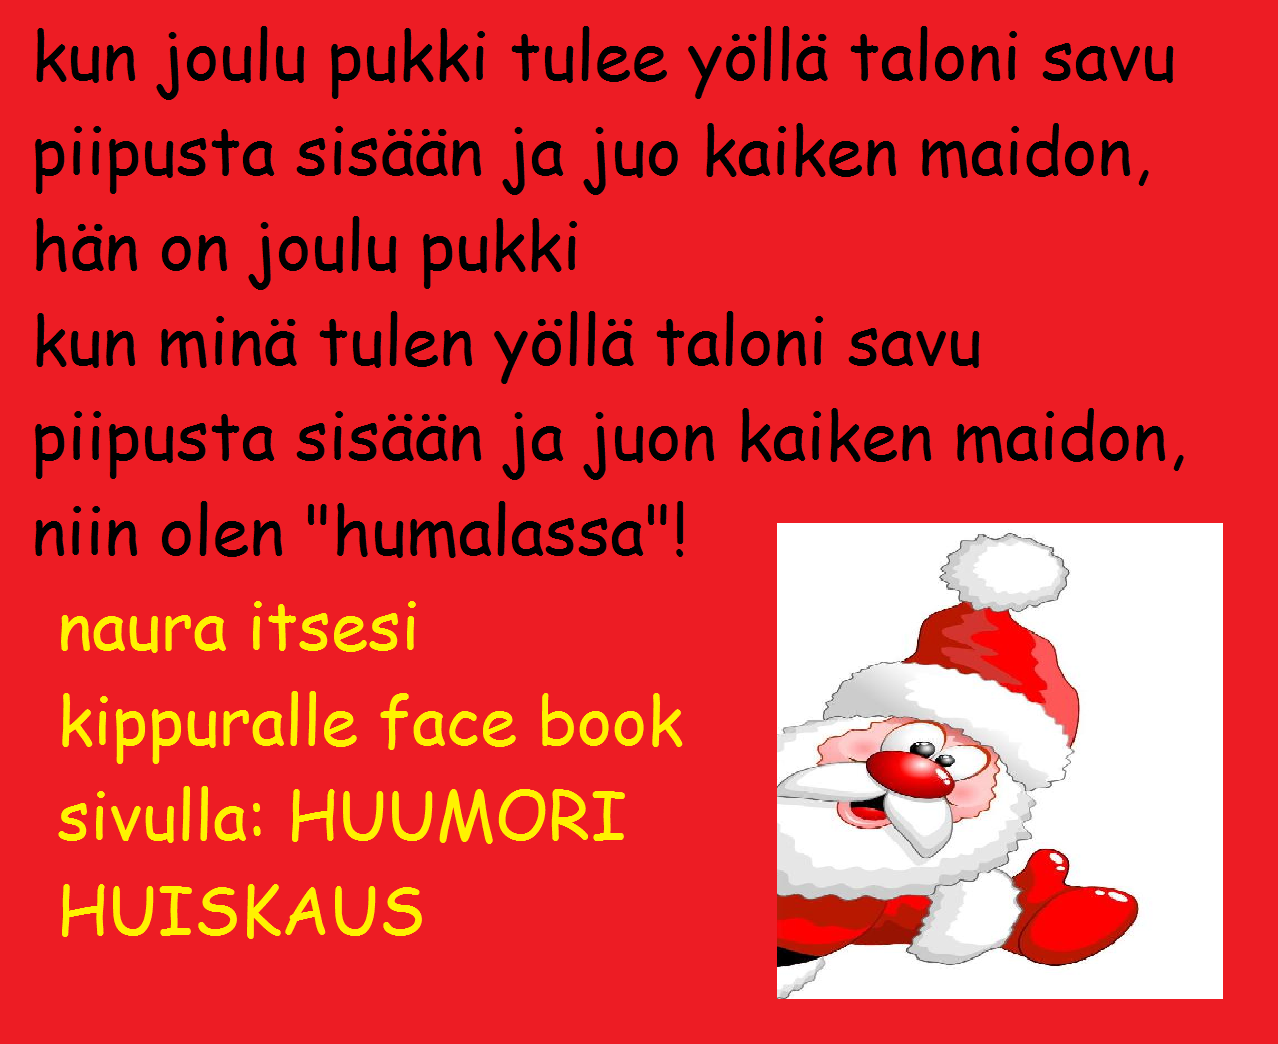 kun joulu pukki tulee yöllä taloni savu
piipusta sisään ja juo kaiken maidon,
hän on joulu pukki
kun minä tulen yöllä taloni savu
piipusta sisään ja juon kaiken maidon,
niin olen "humalassa"!
naura itsesi
kippuralle face book
sivulla: HUUMORI
HUISKAUS